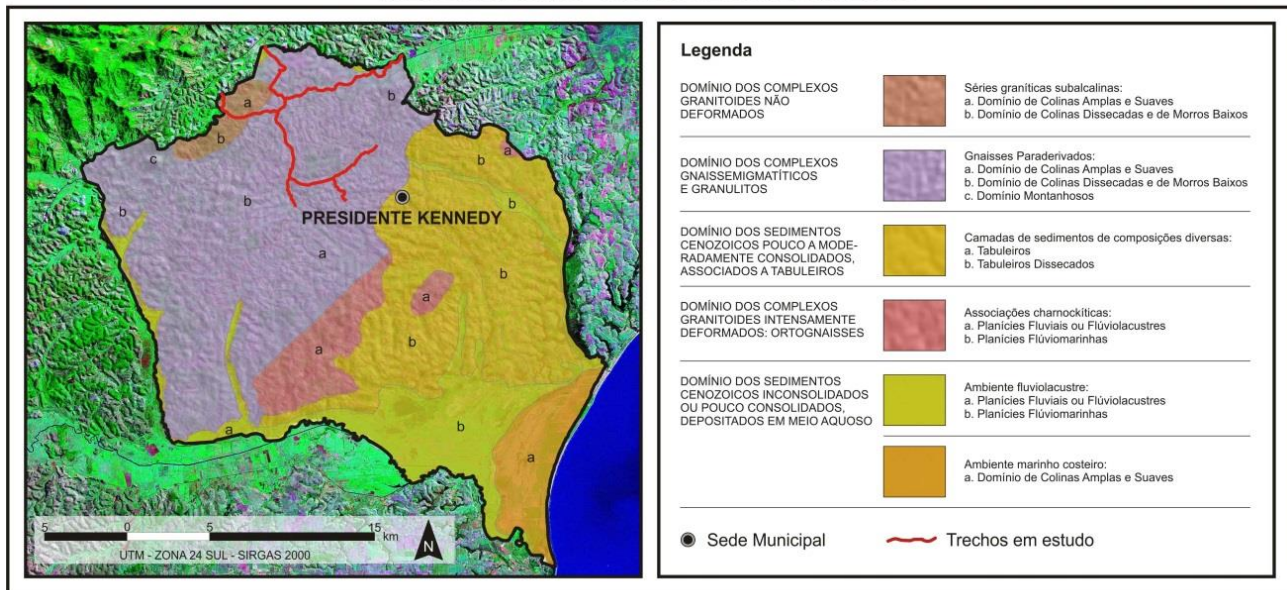 a
b
b
c
b
b
a
b
a
b
PRESIDENTE KENNEDY
a
b
a
a
b
b
a
a
5 0 5 15
km
UTM - ZONA 24 SUL - SIRGAS 2000
N
Legenda
DOMÍNIO DOS COMPLEXOS
GRANITOIDES NÃO
DEFORMADOS
Séries graníticas subalcalinas:
a. Domínio de Colinas Amplas e Suaves
b. Domínio de Colinas Dissecadas e de Morros Baixos
DOMÍNIO DOS COMPLEXOS
GNAISSEMIGMATÍTICOS
E GRANULITOS
Gnaisses Paraderivados:
a. Domínio de Colinas Amplas e Suaves
b. Domínio de Colinas Dissecadas e de Morros Baixos
c. Domínio Montanhosos
DOMÍNIO DOS SEDIMENTOS
CENOZOICOS POUCO A MODE-
RADAMENTE CONSOLIDADOS,
ASSOCIADOS A TABULEIROS
Camadas de sedimentos de composições diversas:
a. Tabuleiros
b. Tabuleiros Dissecados
DOMÍNIO DOS COMPLEXOS
GRANITOIDES INTENSAMENTE
DEFORMADOS: ORTOGNAISSES
Associações charnockíticas:
a. Planícies Fluviais ou Flúviolacustres
b. Planícies Flúviomarinhas
DOMÍNIO DOS SEDIMENTOS
CENOZOICOS INCONSOLIDADOS
OU POUCO CONSOLIDADOS,
DEPOSITADOS EM MEIO AQUOSO
Ambiente fluviolacustre:
a. Planícies Fluviais ou Flúviolacustres
b. Planícies Flúviomarinhas
Ambiente marinho costeiro:
a. Domínio de Colinas Amplas e Suaves
Sede Municipal
Trechos em estudo